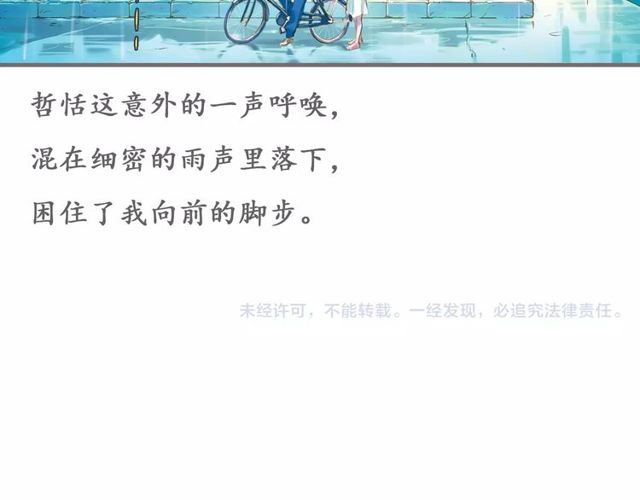 哲恬这意外的一声呼唤，
混在细密的雨声里落下，
困住了我向前的脚步。
未经许可，不能转载。一经发现，必追究法律责任。